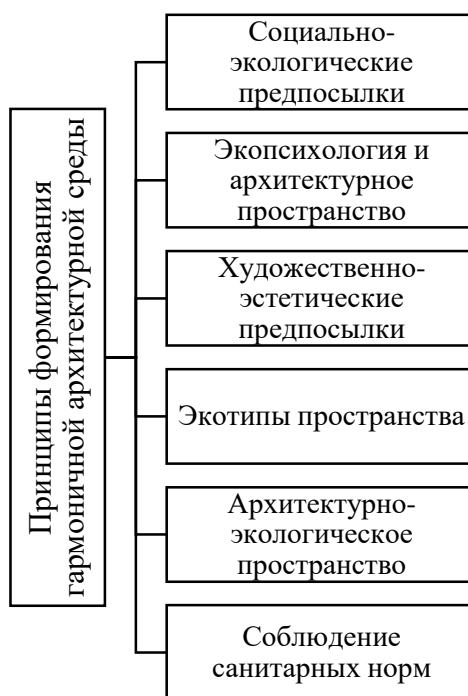 Принципы формирования
гармоничной архитектурной среды
Социально-
экологические
предпосылки
Экопсихология и
архитектурное
пространство
Художественно-
эстетические
предпосылки
Экотипы пространства
Архитектурно-
экологическое
пространство
Соблюдение
санитарных норм